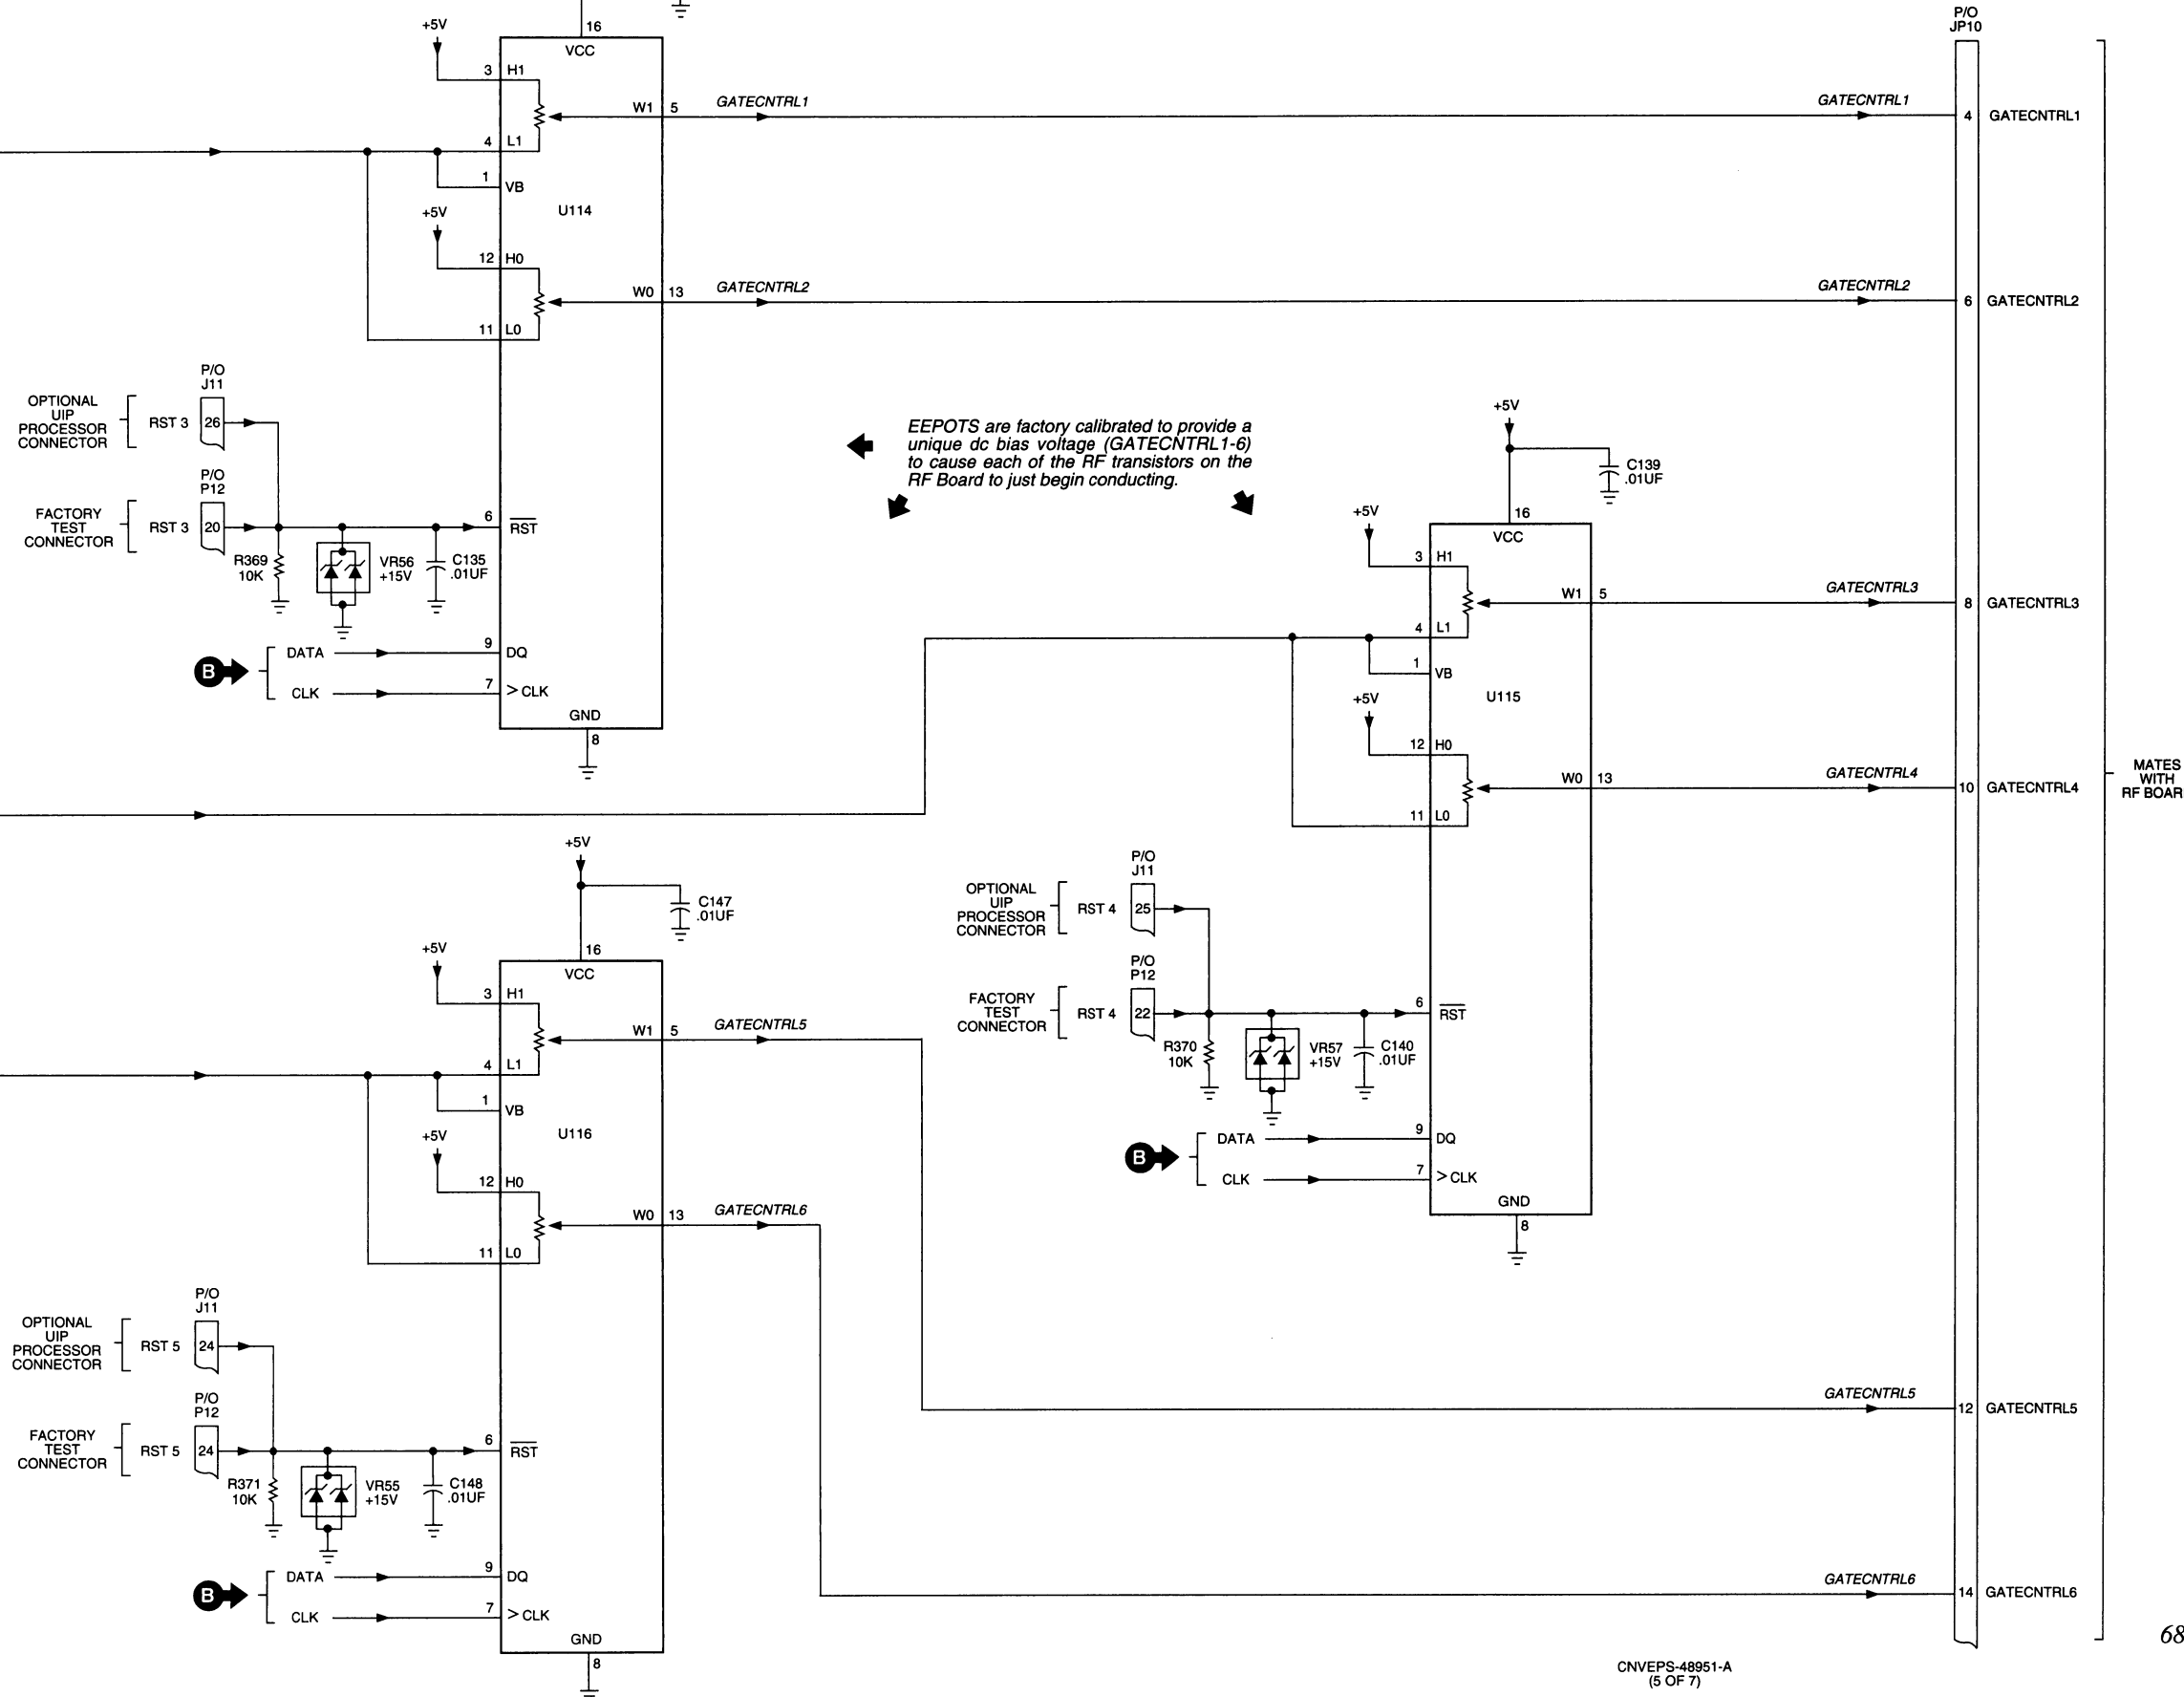 16
VCC
+5V
3 H1
W1 5 GATECNTRL1
4 L1
1 VB
U114
+5V
12 H0
W0 13 GATECNTRL2
11 L0
OPTIONAL
UIP
PROCESSOR
CONNECTOR
RST 3
P/O
J11
26
FACTORY
TEST
CONNECTOR
RST 3
P/O
P12
20
6 RST
R369
10K
VR56
+15V
C135
.01UF
B
DATA
9 DQ
CLK
7 >CLK
GND
8
EEPOTS are factory calibrated to provide a
unique dc bias voltage (GATECNTRL1-6)
to cause each of the RF transistors on the
RF Board to just begin conducting.
+5V
C139
.01UF
16
VCC
+5V
3 H1
W1 5 GATECNTRL3
4 L1
1 VB
U115
+5V
12 H0
W0 13 GATECNTRL4
11 L0
OPTIONAL
UIP
PROCESSOR
CONNECTOR
RST 4
P/O
J11
25
FACTORY
TEST
CONNECTOR
RST 4
P/O
P12
22
6 RST
R370
10K
VR57
+15V
C140
.01UF
B
DATA
9 DQ
CLK
7 >CLK
GND
8
+5V
C147
.01UF
16
VCC
+5V
3 H1
W1 5 GATECNTRL5
4 L1
1 VB
U116
+5V
12 H0
W0 13 GATECNTRL6
11 L0
OPTIONAL
UIP
PROCESSOR
CONNECTOR
RST 5
P/O
J11
24
FACTORY
TEST
CONNECTOR
RST 5
P/O
P12
24
6 RST
R371
10K
VR55
+15V
C148
.01UF
B
DATA
9 DQ
CLK
7 >CLK
GND
8
P/O
JP10
GATECNTRL1 4 GATECNTRL1
GATECNTRL2 6 GATECNTRL2
8 GATECNTRL3
10 GATECNTRL4
GATECNTRL5 12 GATECNTRL5
GATECNTRL6 14 GATECNTRL6
MATES
WITH
RF BOAR
CNVEPS-48951-A
(5 OF 7)
68